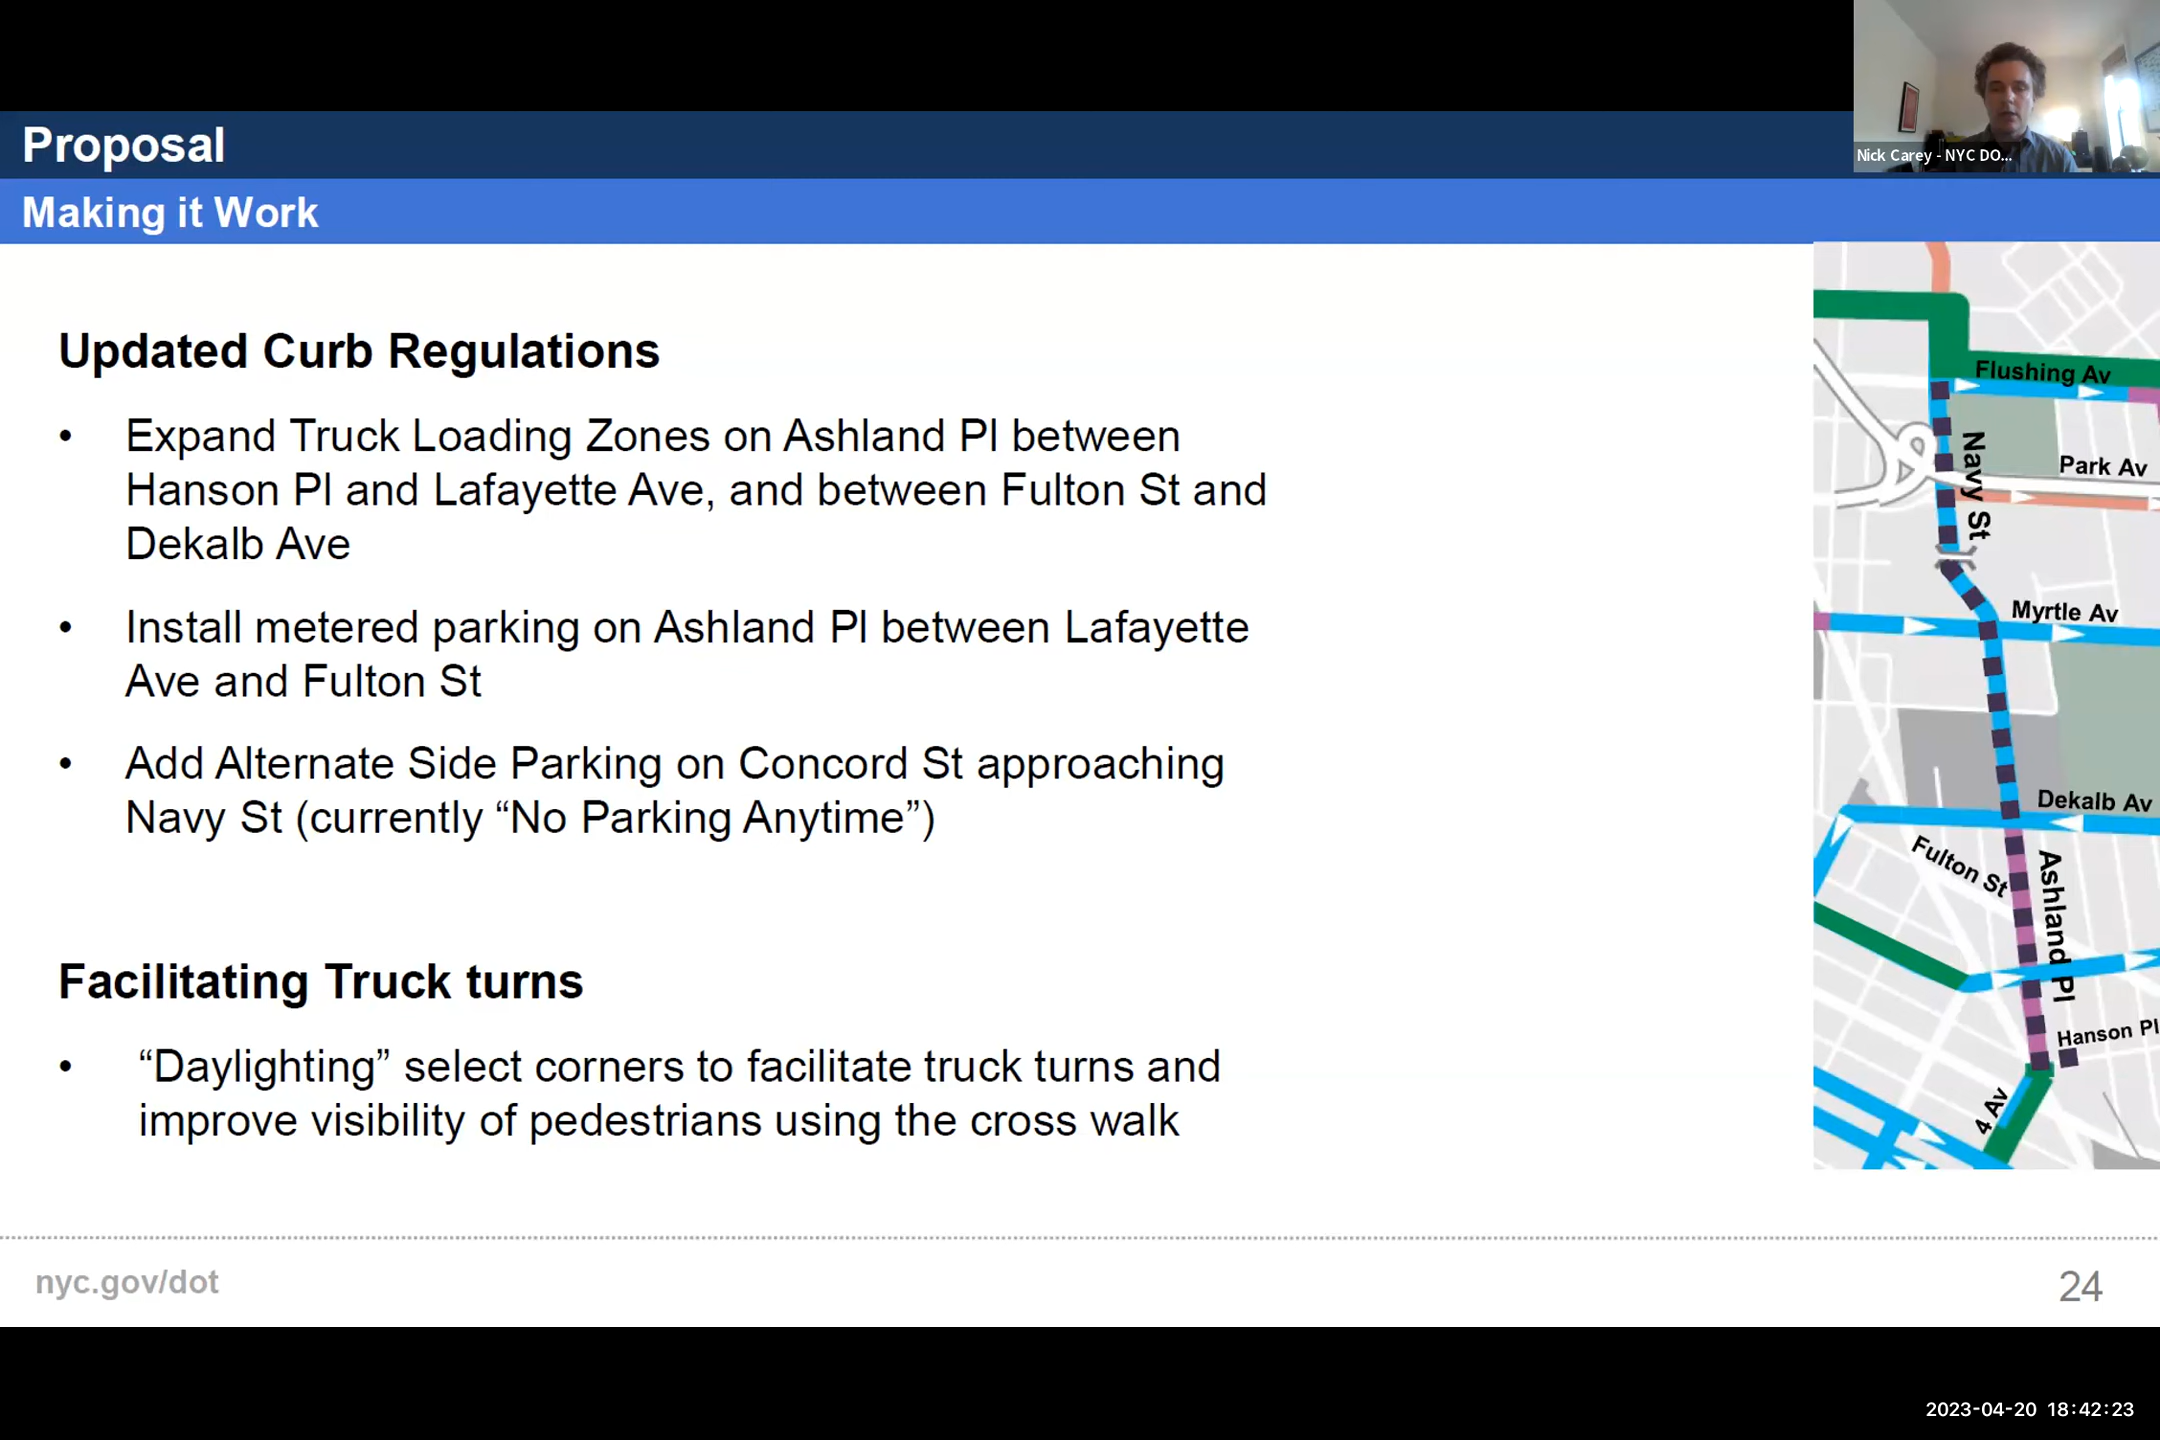 Nick Carey - NYC DO...
Proposal
Making it Work
Updated Curb Regulations
• Expand Truck Loading Zones on Ashland Pl between
Hanson Pl and Lafayette Ave, and between Fulton St and
Dekalb Ave
• Install metered parking on Ashland Pl between Lafayette
Ave and Fulton St
• Add Alternate Side Parking on Concord St approaching
Navy St (currently “No Parking Anytime”)
Facilitating Truck turns
• “Daylighting” select corners to facilitate truck turns and
improve visibility of pedestrians using the cross walk
Flushing Av
Navy St
Park Av
Myrtle Av
Dekalb Av
Fulton St
Ashland Pl
Hanson Pl
4 Av
nyc.gov/dot
24
2023-04-20 18:42:23